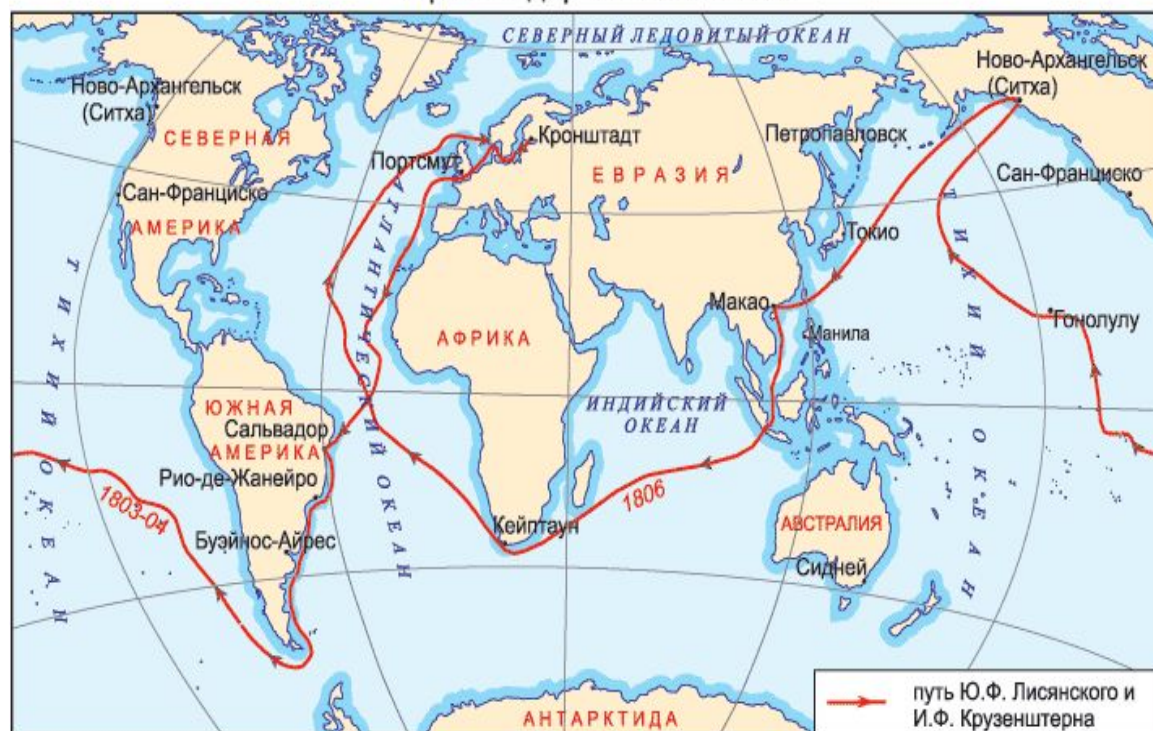 СЕВЕРНЫЙ ЛЕДОВИТЫЙ ОКЕАН
Ново-Архангельск
(Ситха)
Ново-Архангельск
(Ситха)
СЕВЕРНАЯ
АМЕРИКА
Кронштадт
Портсмут
Петропавловск
ЕВРАЗИЯ
Сан-Франциско
Сан-Франциско
Токио
АТЛАНТИЧЕСКИЙ ОКЕАН
ТИХИЙ ОКЕАН
ТИХИЙ ОКЕАН
Макао
Манила
Гонолулу
АФРИКА
ИНДИЙСКИЙ
ОКЕАН
ЮЖНАЯ
АМЕРИКА
Сальвадор
Рио-де-Жанейро
1803-04
1806
Буэйнос-Айрес
Кейптаун
АВСТРАЛИЯ
Сидней
АНТАРКТИДА
путь Ю.Ф. Лисянского и
И.Ф. Крузенштерна